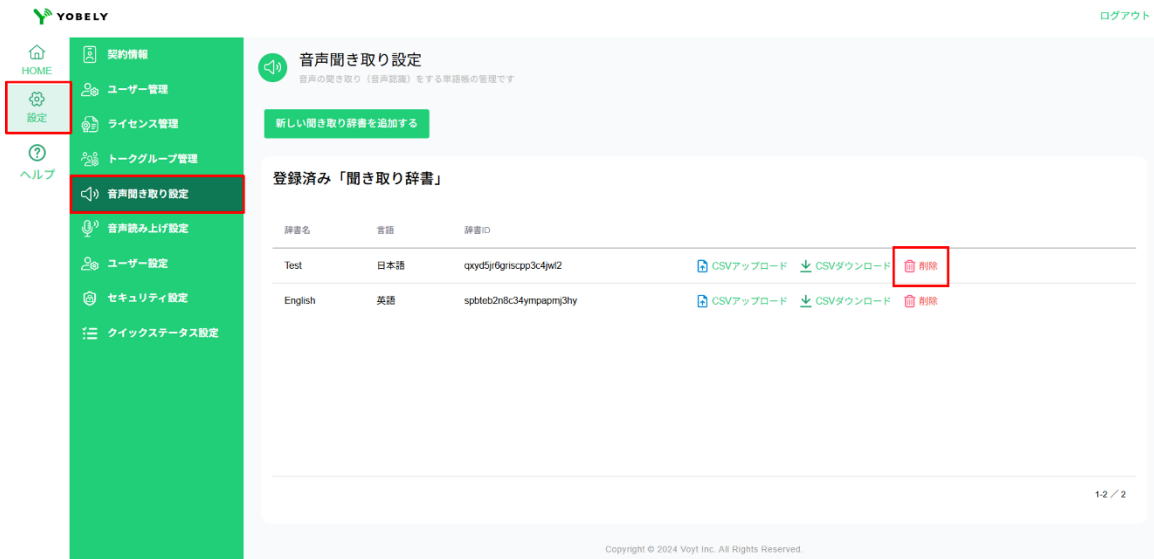 YOBELY
ログアウト
HOME
設定
ヘルプ
契約情報
ユーザー管理
ライセンス管理
トークグループ管理
音声聞き取り設定
音声読み上げ設定
ユーザー設定
セキュリティ設定
クイックステータス設定
音声聞き取り設定
音声の聞き取り（音声認識）をする単語帳の管理です
新しい聞き取り辞書を追加する
登録済み「聞き取り辞書」
辞書名 言語 辞書ID
Test 日本語 qxyd5jr6griscpp3c4jwl2 CSVアップロード CSVダウンロード 削除
English 英語 spbteb2n8c34ympapmj3hy CSVアップロード CSVダウンロード 削除
1-2 ／ 2
Copyright © 2024 Voyt Inc. All Rights Reserved.